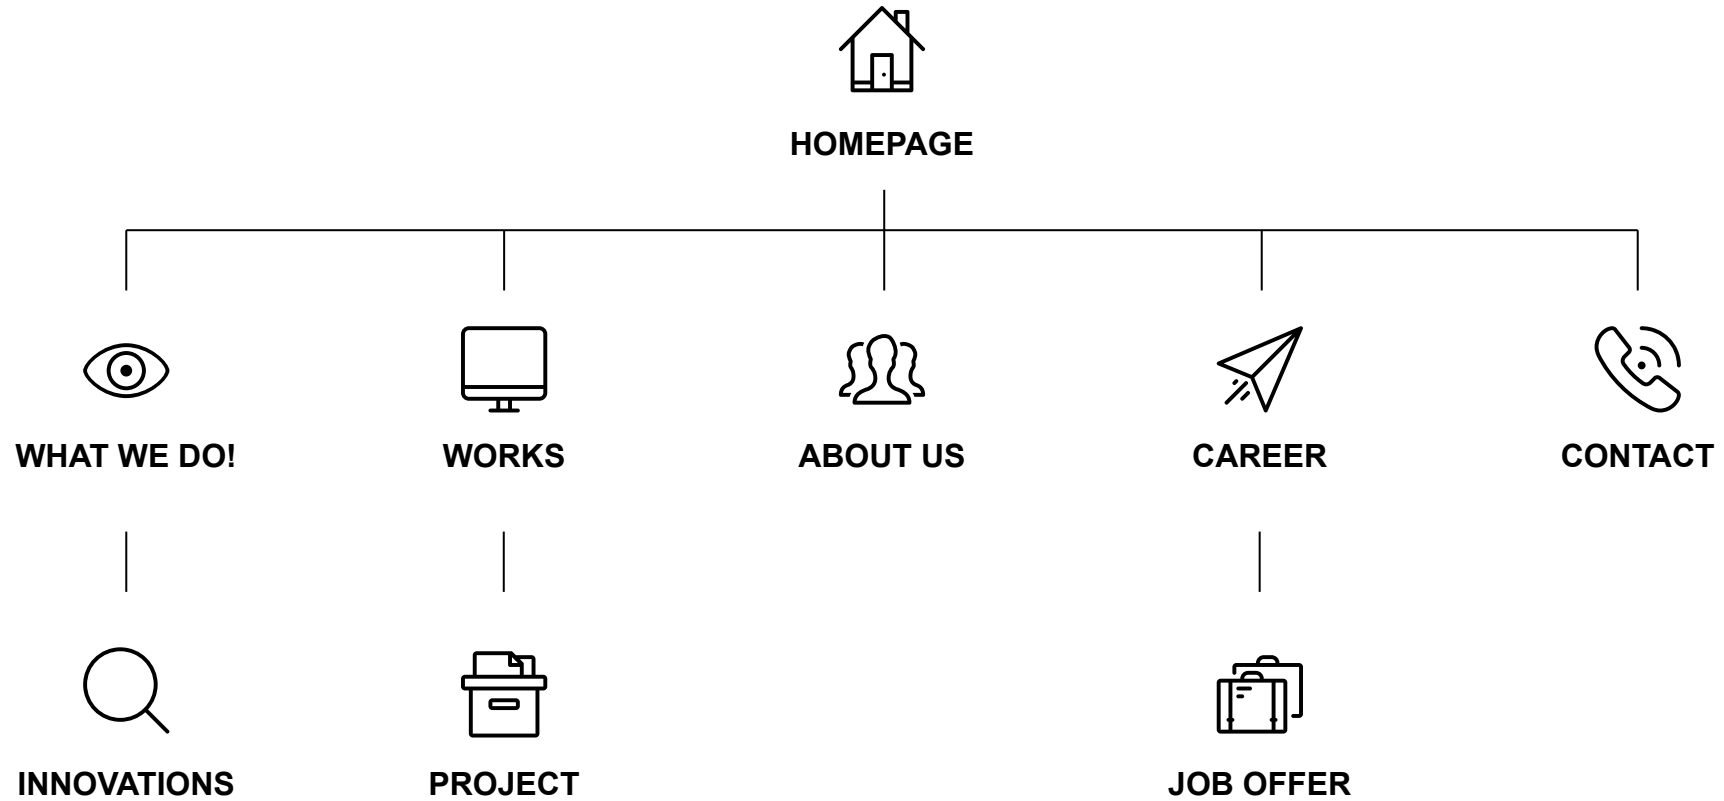 HOMEPAGE
WHAT WE DO!
WORKS
ABOUT US
CAREER
CONTACT
INNOVATIONS
PROJECT
JOB OFFER